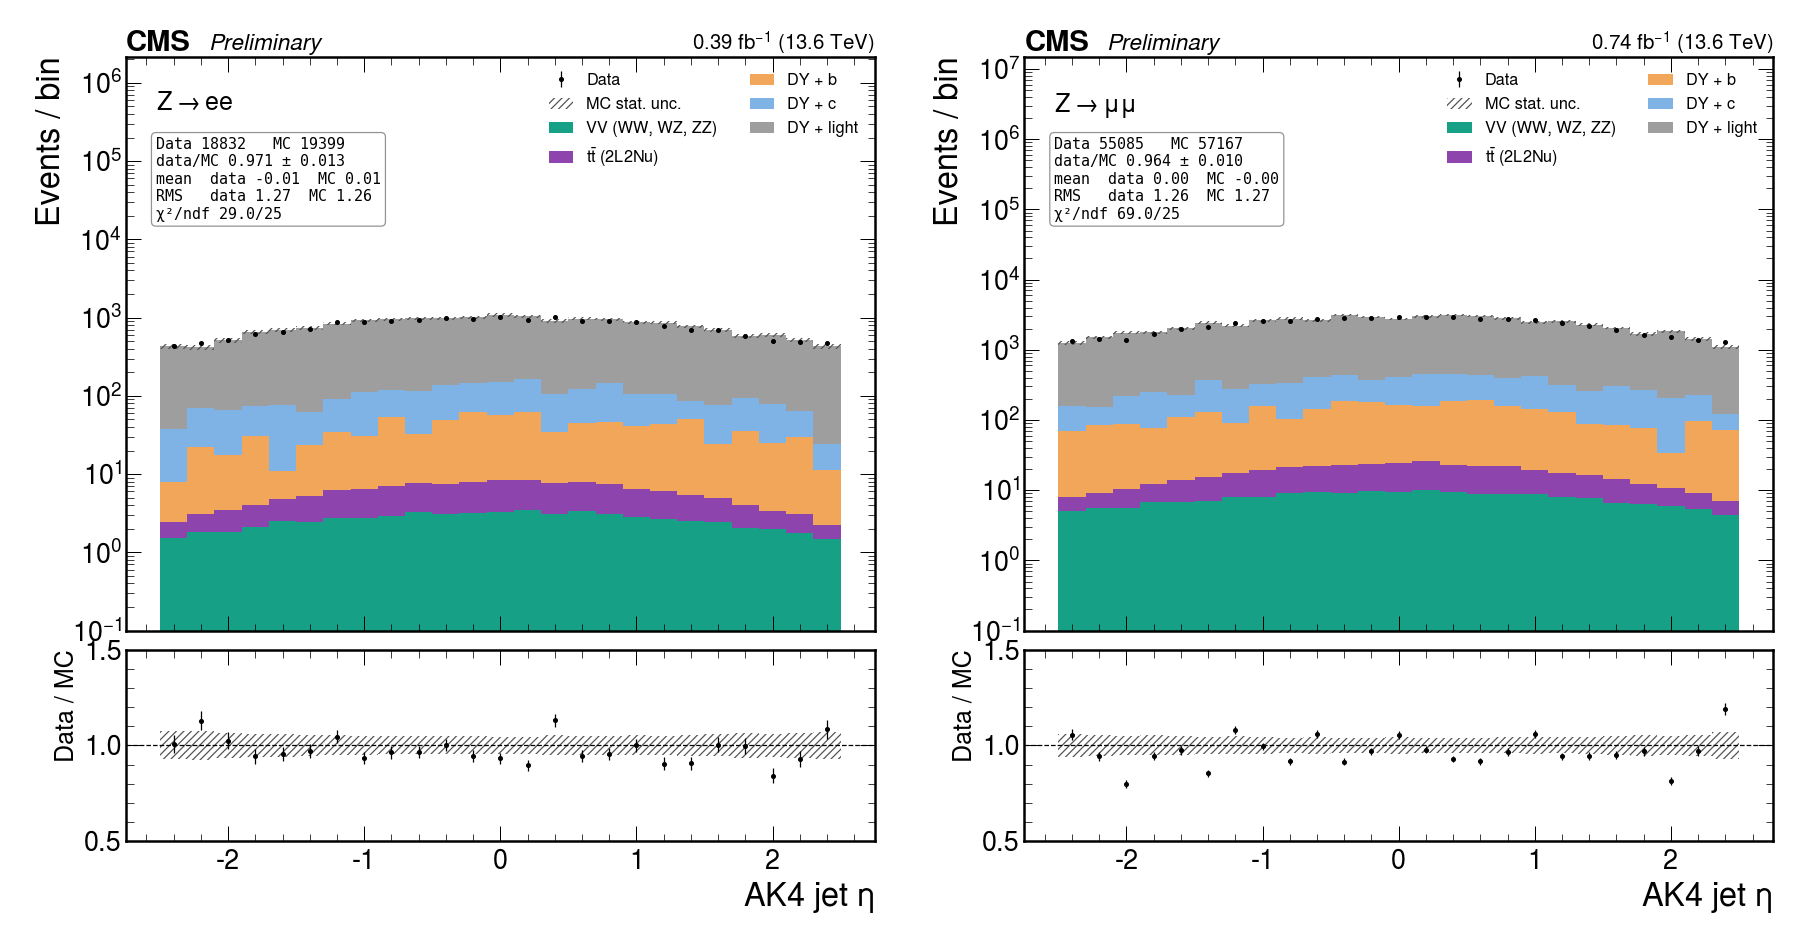 CMS Preliminary 0.39 fb⁻¹ (13.6 TeV)
Events / bin
10⁶
10⁵
10⁴
10³
10²
10¹
10⁰
10⁻¹
Z → ee
Data
MC stat. unc.
VV (WW, WZ, ZZ)
tt̄ (2L2Nu)
DY + b
DY + c
DY + light
Data 18832 MC 19399
data/MC 0.971 ± 0.013
mean data -0.01 MC 0.01
RMS data 1.27 MC 1.26
χ²/ndf 29.0/25
Data / MC
1.5
1.0
0.5
-2 -1 0 1 2
AK4 jet η
CMS Preliminary 0.74 fb⁻¹ (13.6 TeV)
Events / bin
10⁷
10⁶
10⁵
10⁴
10³
10²
10¹
10⁰
10⁻¹
Z → μμ
Data
MC stat. unc.
VV (WW, WZ, ZZ)
tt̄ (2L2Nu)
DY + b
DY + c
DY + light
Data 55085 MC 57167
data/MC 0.964 ± 0.010
mean data 0.00 MC -0.00
RMS data 1.26 MC 1.27
χ²/ndf 69.0/25
Data / MC
1.5
1.0
0.5
-2 -1 0 1 2
AK4 jet η